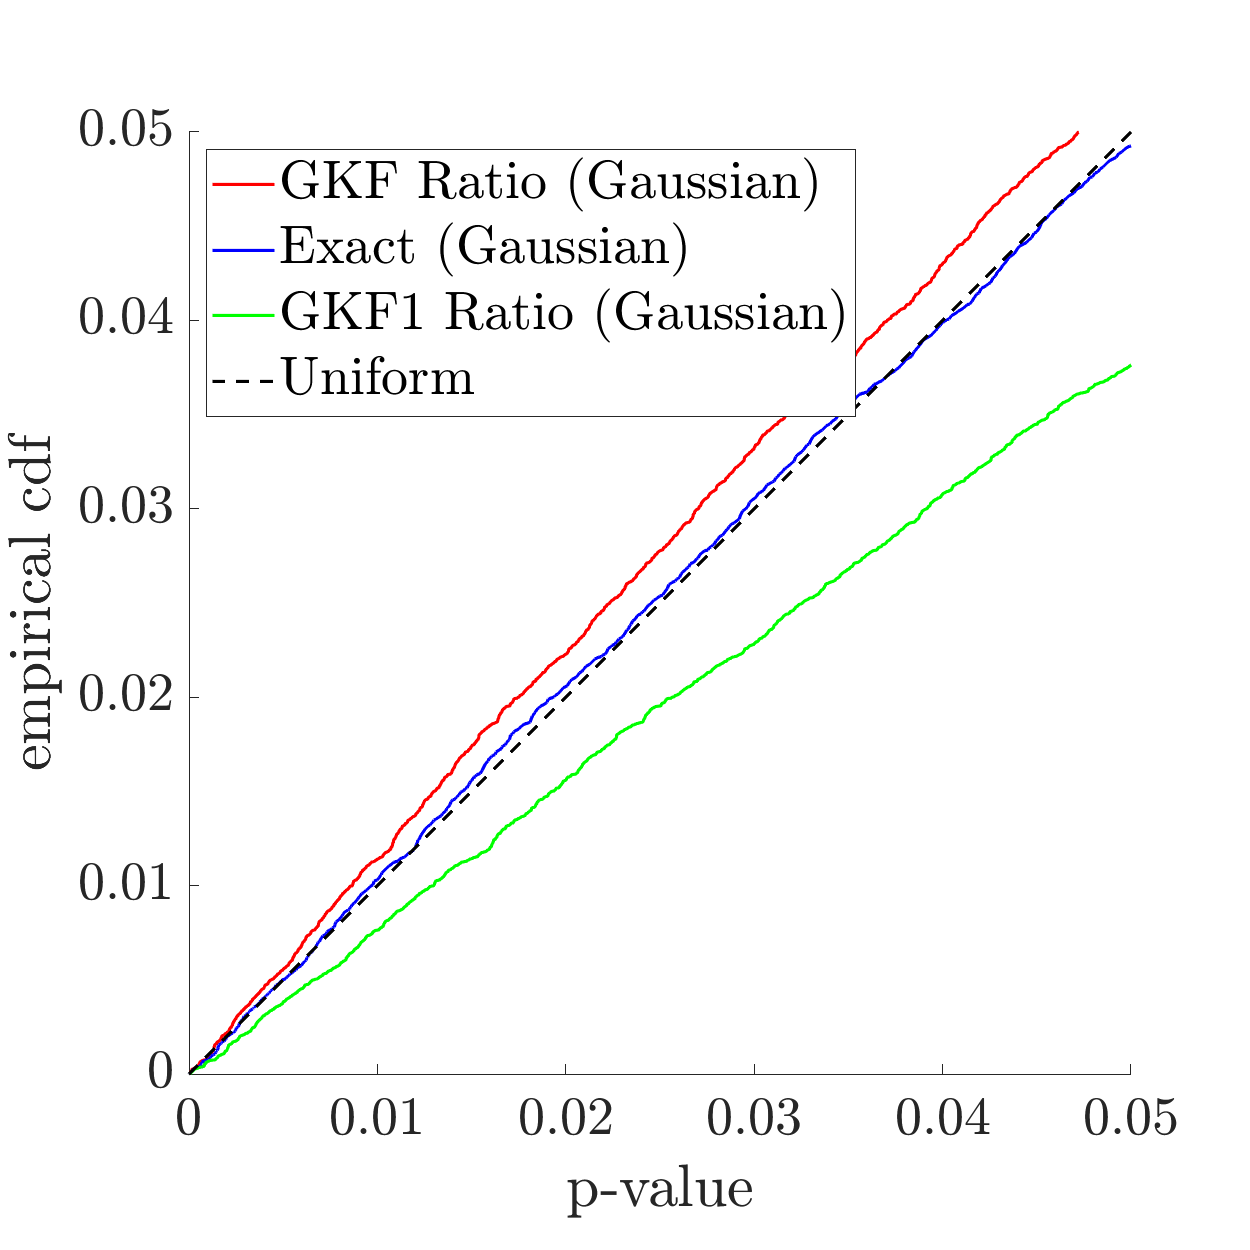 0.05
0.04
0.03
0.02
0.01
0
GKF Ratio (Gaussian)
Exact (Gaussian)
GKF1 Ratio (Gaussian)
Uniform
empirical cdf
0 0.01 0.02 0.03 0.04 0.05
p-value